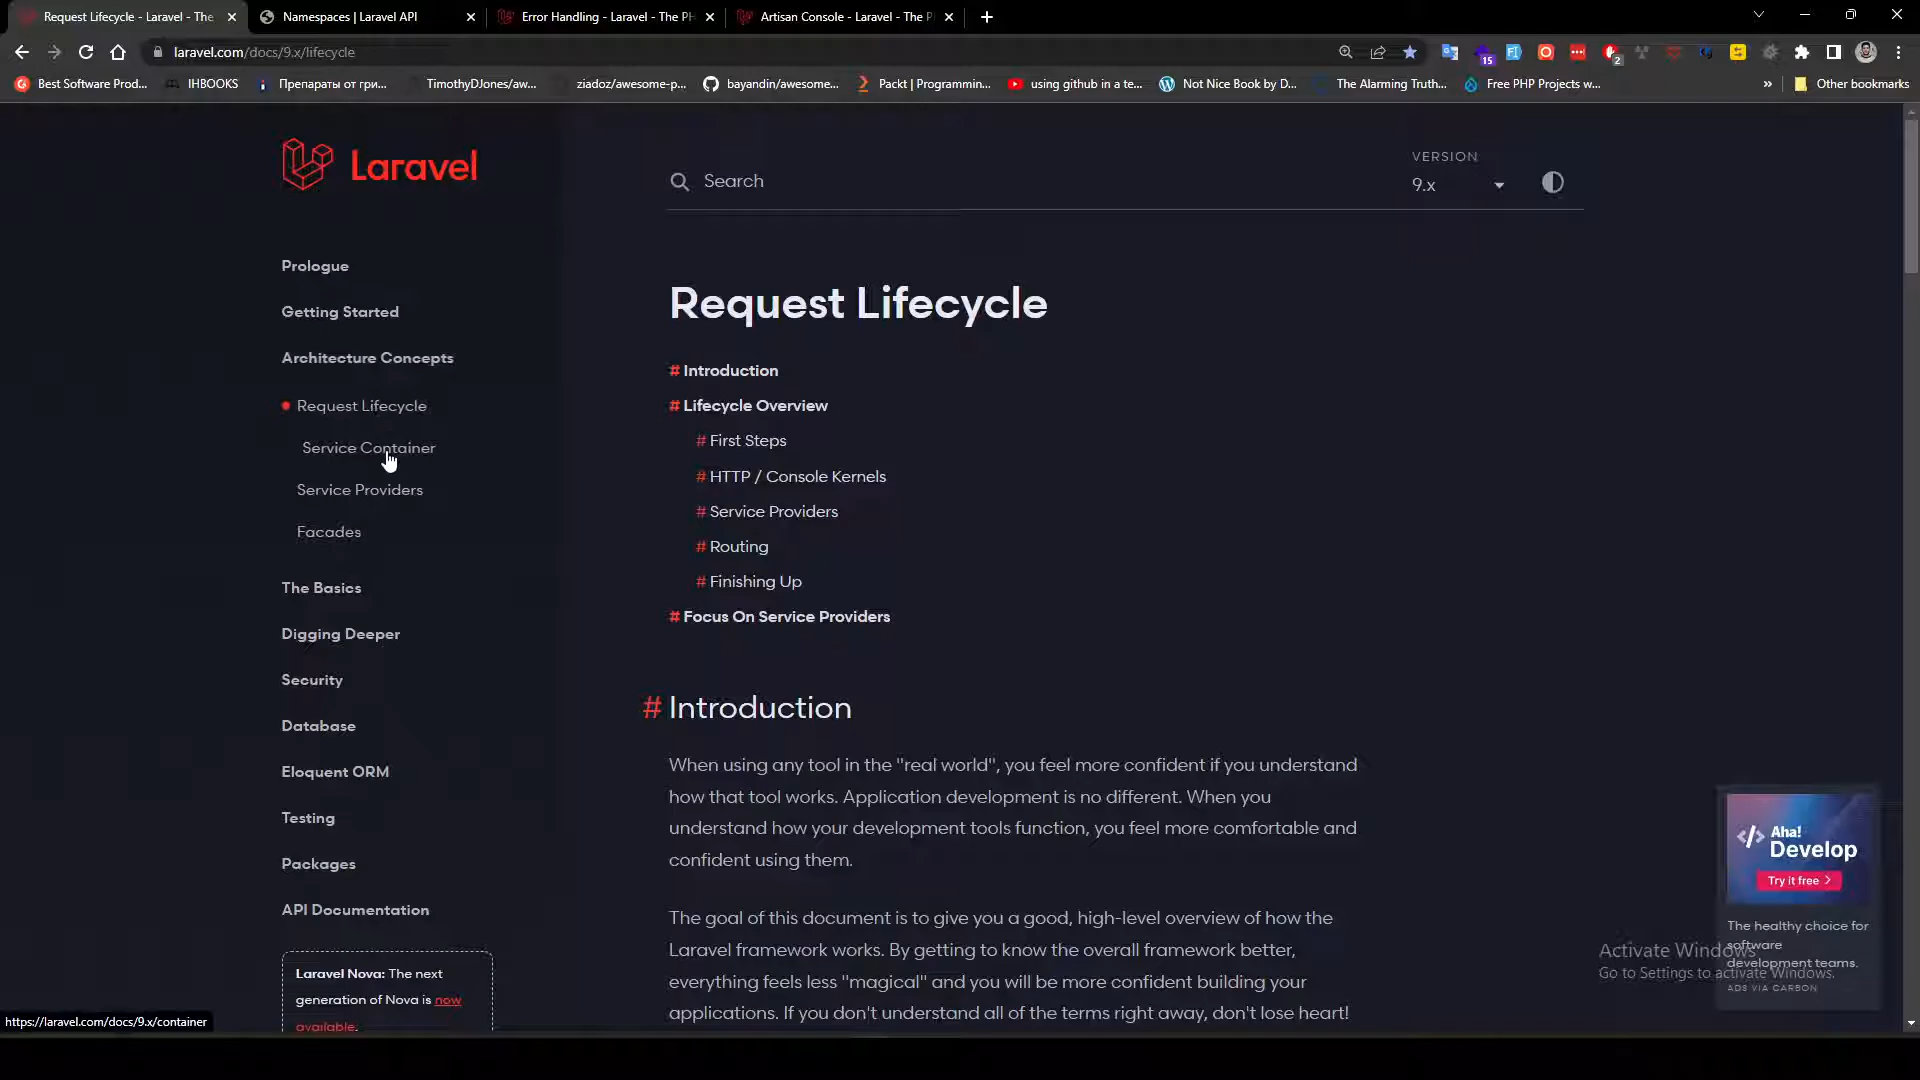 Request Lifecycle - Laravel - The
Namespaces | Laravel API
Error Handling - Laravel - The PH
Artisan Console - Laravel - The P
laravel.com/docs/9.x/lifecycle
15
2
Best Software Prod...
IHBOOKS
Препараты от гри...
TimothyDJones/aw...
ziadoz/awesome-p...
bayandin/awesome...
Packt | Programmin...
using github in a te...
Not Nice Book by D...
The Alarming Truth...
Free PHP Projects w...
»
Other bookmarks
Laravel
Search
VERSION
9.x
Prologue
Getting Started
Architecture Concepts
Request Lifecycle
Service Container
Service Providers
Facades
The Basics
Digging Deeper
Security
Database
Eloquent ORM
Testing
Packages
API Documentation
Laravel Nova: The next
generation of Nova is now
available.
Request Lifecycle
# Introduction
# Lifecycle Overview
# First Steps
# HTTP / Console Kernels
# Service Providers
# Routing
# Finishing Up
# Focus On Service Providers
# Introduction
When using any tool in the "real world", you feel more confident if you understand
how that tool works. Application development is no different. When you
understand how your development tools function, you feel more comfortable and
confident using them.
The goal of this document is to give you a good, high-level overview of how the
Laravel framework works. By getting to know the overall framework better,
everything feels less "magical" and you will be more confident building your
applications. If you don't understand all of the terms right away, don't lose heart!
</> Aha!
Develop
Try it free >
The healthy choice for
software
development teams.
ADS VIA CARBON
Activate Windows
Go to Settings to activate Windows.
https://laravel.com/docs/9.x/container